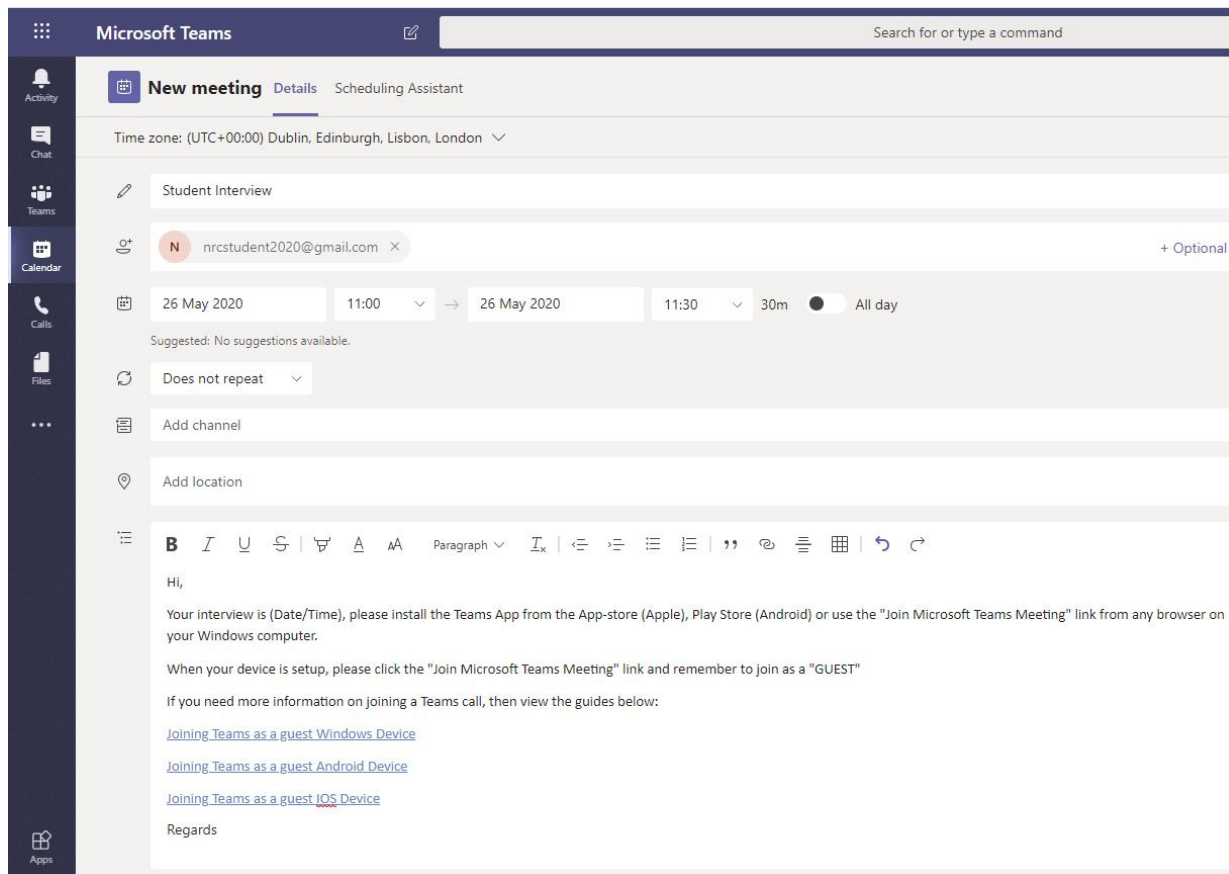 Microsoft Teams
Search for or type a command
Activity
Chat
Teams
Calendar
Calls
Files
Apps
New meeting Details Scheduling Assistant
Time zone: (UTC+00:00) Dublin, Edinburgh, Lisbon, London
Student Interview
N nrcstudent2020@gmail.com × + Optional
26 May 2020 11:00 → 26 May 2020 11:30 30m All day
Suggested: No suggestions available.
Does not repeat
Add channel
Add location
B I U S A AA Paragraph Tx
Hi,
Your interview is (Date/Time), please install the Teams App from the App-store (Apple), Play Store (Android) or use the "Join Microsoft Teams Meeting" link from any browser on
your Windows computer.
When your device is setup, please click the "Join Microsoft Teams Meeting" link and remember to join as a "GUEST"
If you need more information on joining a Teams call, then view the guides below:
Joining Teams as a guest Windows Device
Joining Teams as a guest Android Device
Joining Teams as a guest IOS Device
Regards